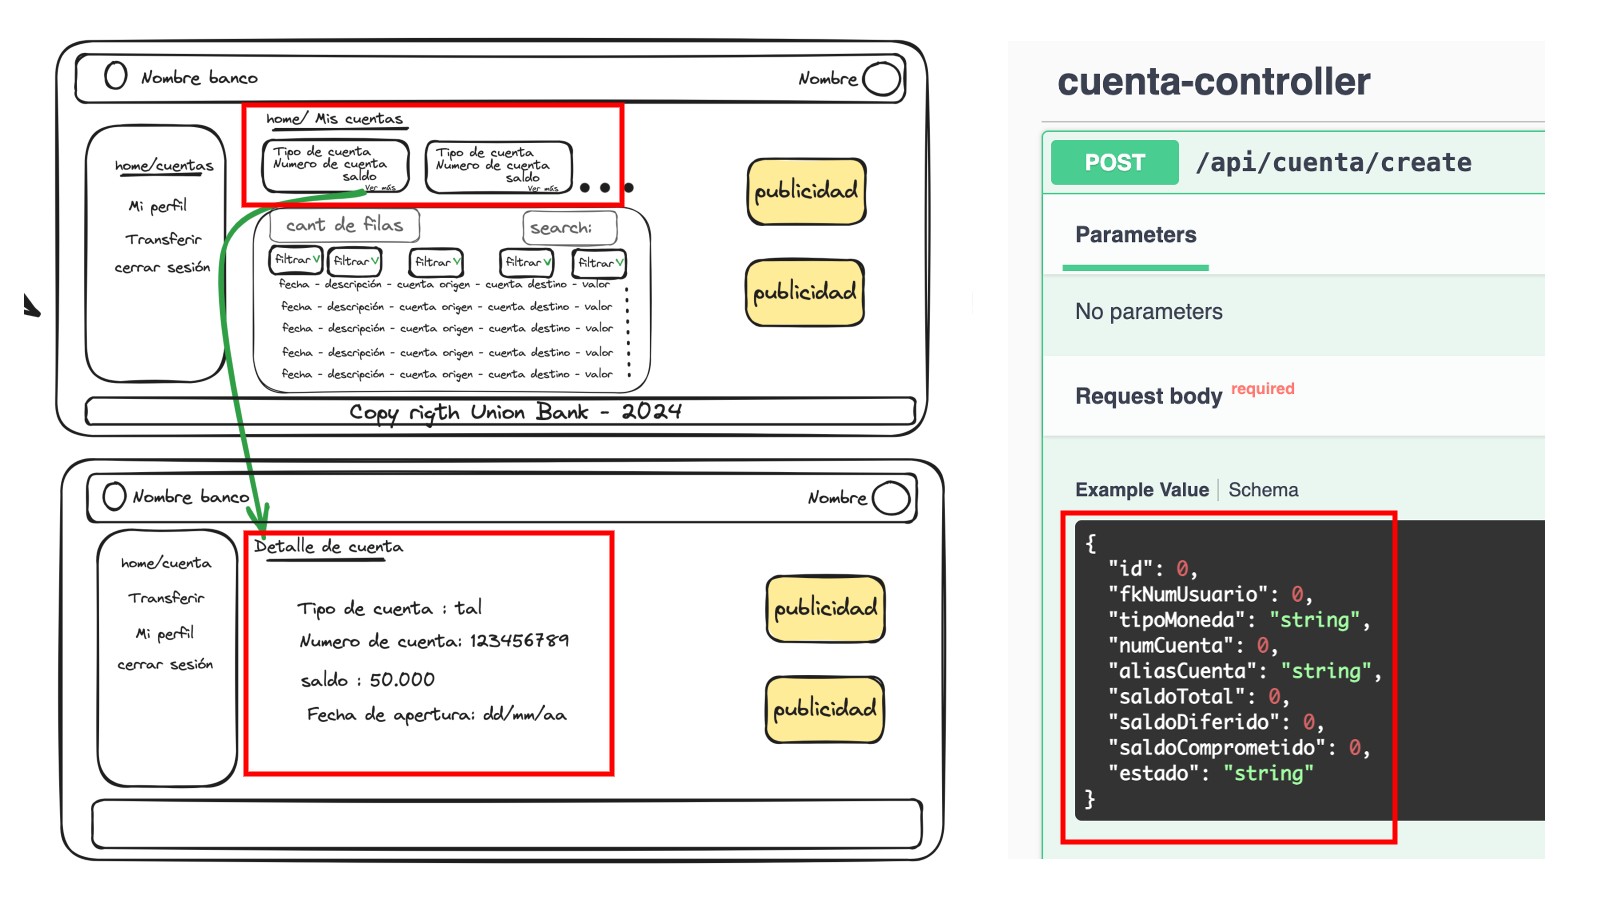 Nombre banco
Nombre
home/cuentas
Mi perfil
Transferir
cerrar sesión
home/ Mis cuentas
Tipo de cuenta
Numero de cuenta
saldo
Ver más
Tipo de cuenta
Numero de cuenta
saldo
Ver más
cant de filas
search:
filtrar
filtrar
filtrar
filtrar
filtrar
fecha - descripción - cuenta origen - cuenta destino - valor
fecha - descripción - cuenta origen - cuenta destino - valor
fecha - descripción - cuenta origen - cuenta destino - valor
fecha - descripción - cuenta origen - cuenta destino - valor
fecha - descripción - cuenta origen - cuenta destino - valor
publicidad
publicidad
Copy rigth Union Bank - 2024
Nombre banco
Nombre
home/cuenta
Transferir
Mi perfil
cerrar sesión
Detalle de cuenta
Tipo de cuenta : tal
Numero de cuenta: 123456789
saldo : 50.000
Fecha de apertura: dd/mm/aa
publicidad
publicidad
cuenta-controller
POST /api/cuenta/create
Parameters
No parameters
Request body required
Example Value | Schema
{
"id": 0,
"fkNumUsuario": 0,
"tipoMoneda": "string",
"numCuenta": 0,
"aliasCuenta": "string",
"saldoTotal": 0,
"saldoDiferido": 0,
"saldoComprometido": 0,
"estado": "string"
}